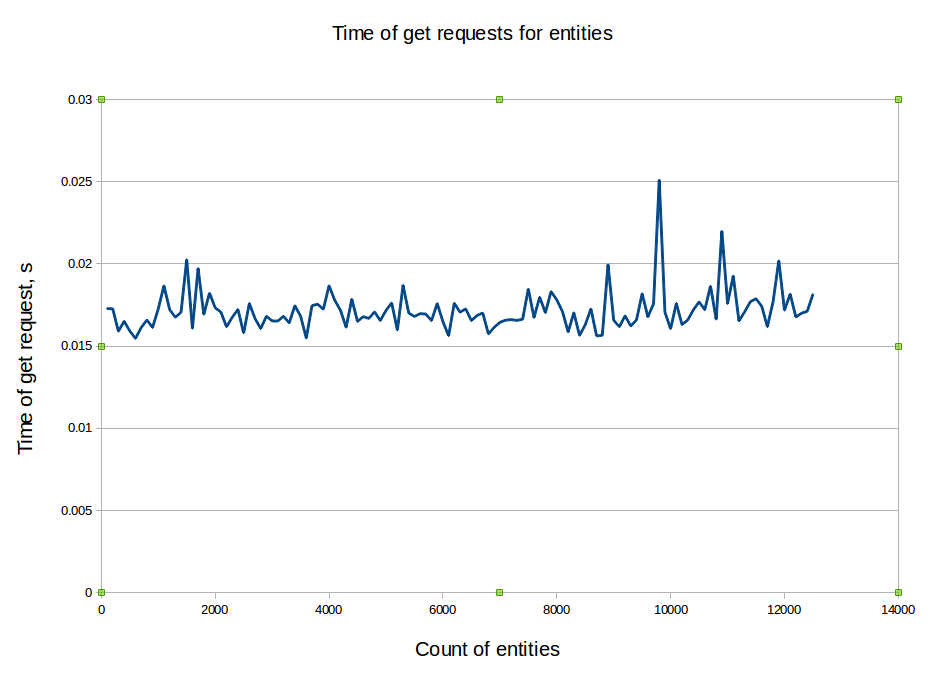 Time of get requests for entities
0.03
0.025
0.02
0.015
0.01
0.005
0
Time of get request, s
0 2000 4000 6000 8000 10000 12000 14000
Count of entities